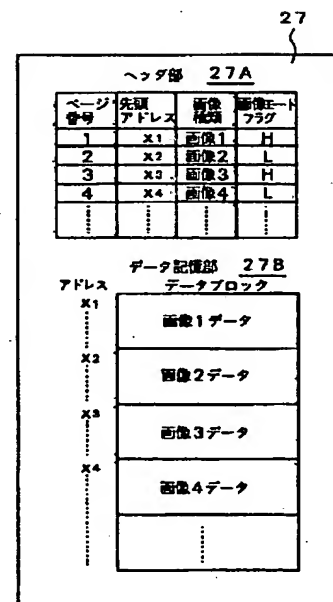 27
ヘッダ部 27A
ページ番号 先頭アドレス 画像種類 画像モードフラグ
1 x1 画像1 H
2 x2 画像2 L
3 x3 画像3 H
4 x4 画像4 L
データ記憶部 27B
アドレス データブロック
x1
画像1データ
x2
画像2データ
x3
画像3データ
x4
画像4データ